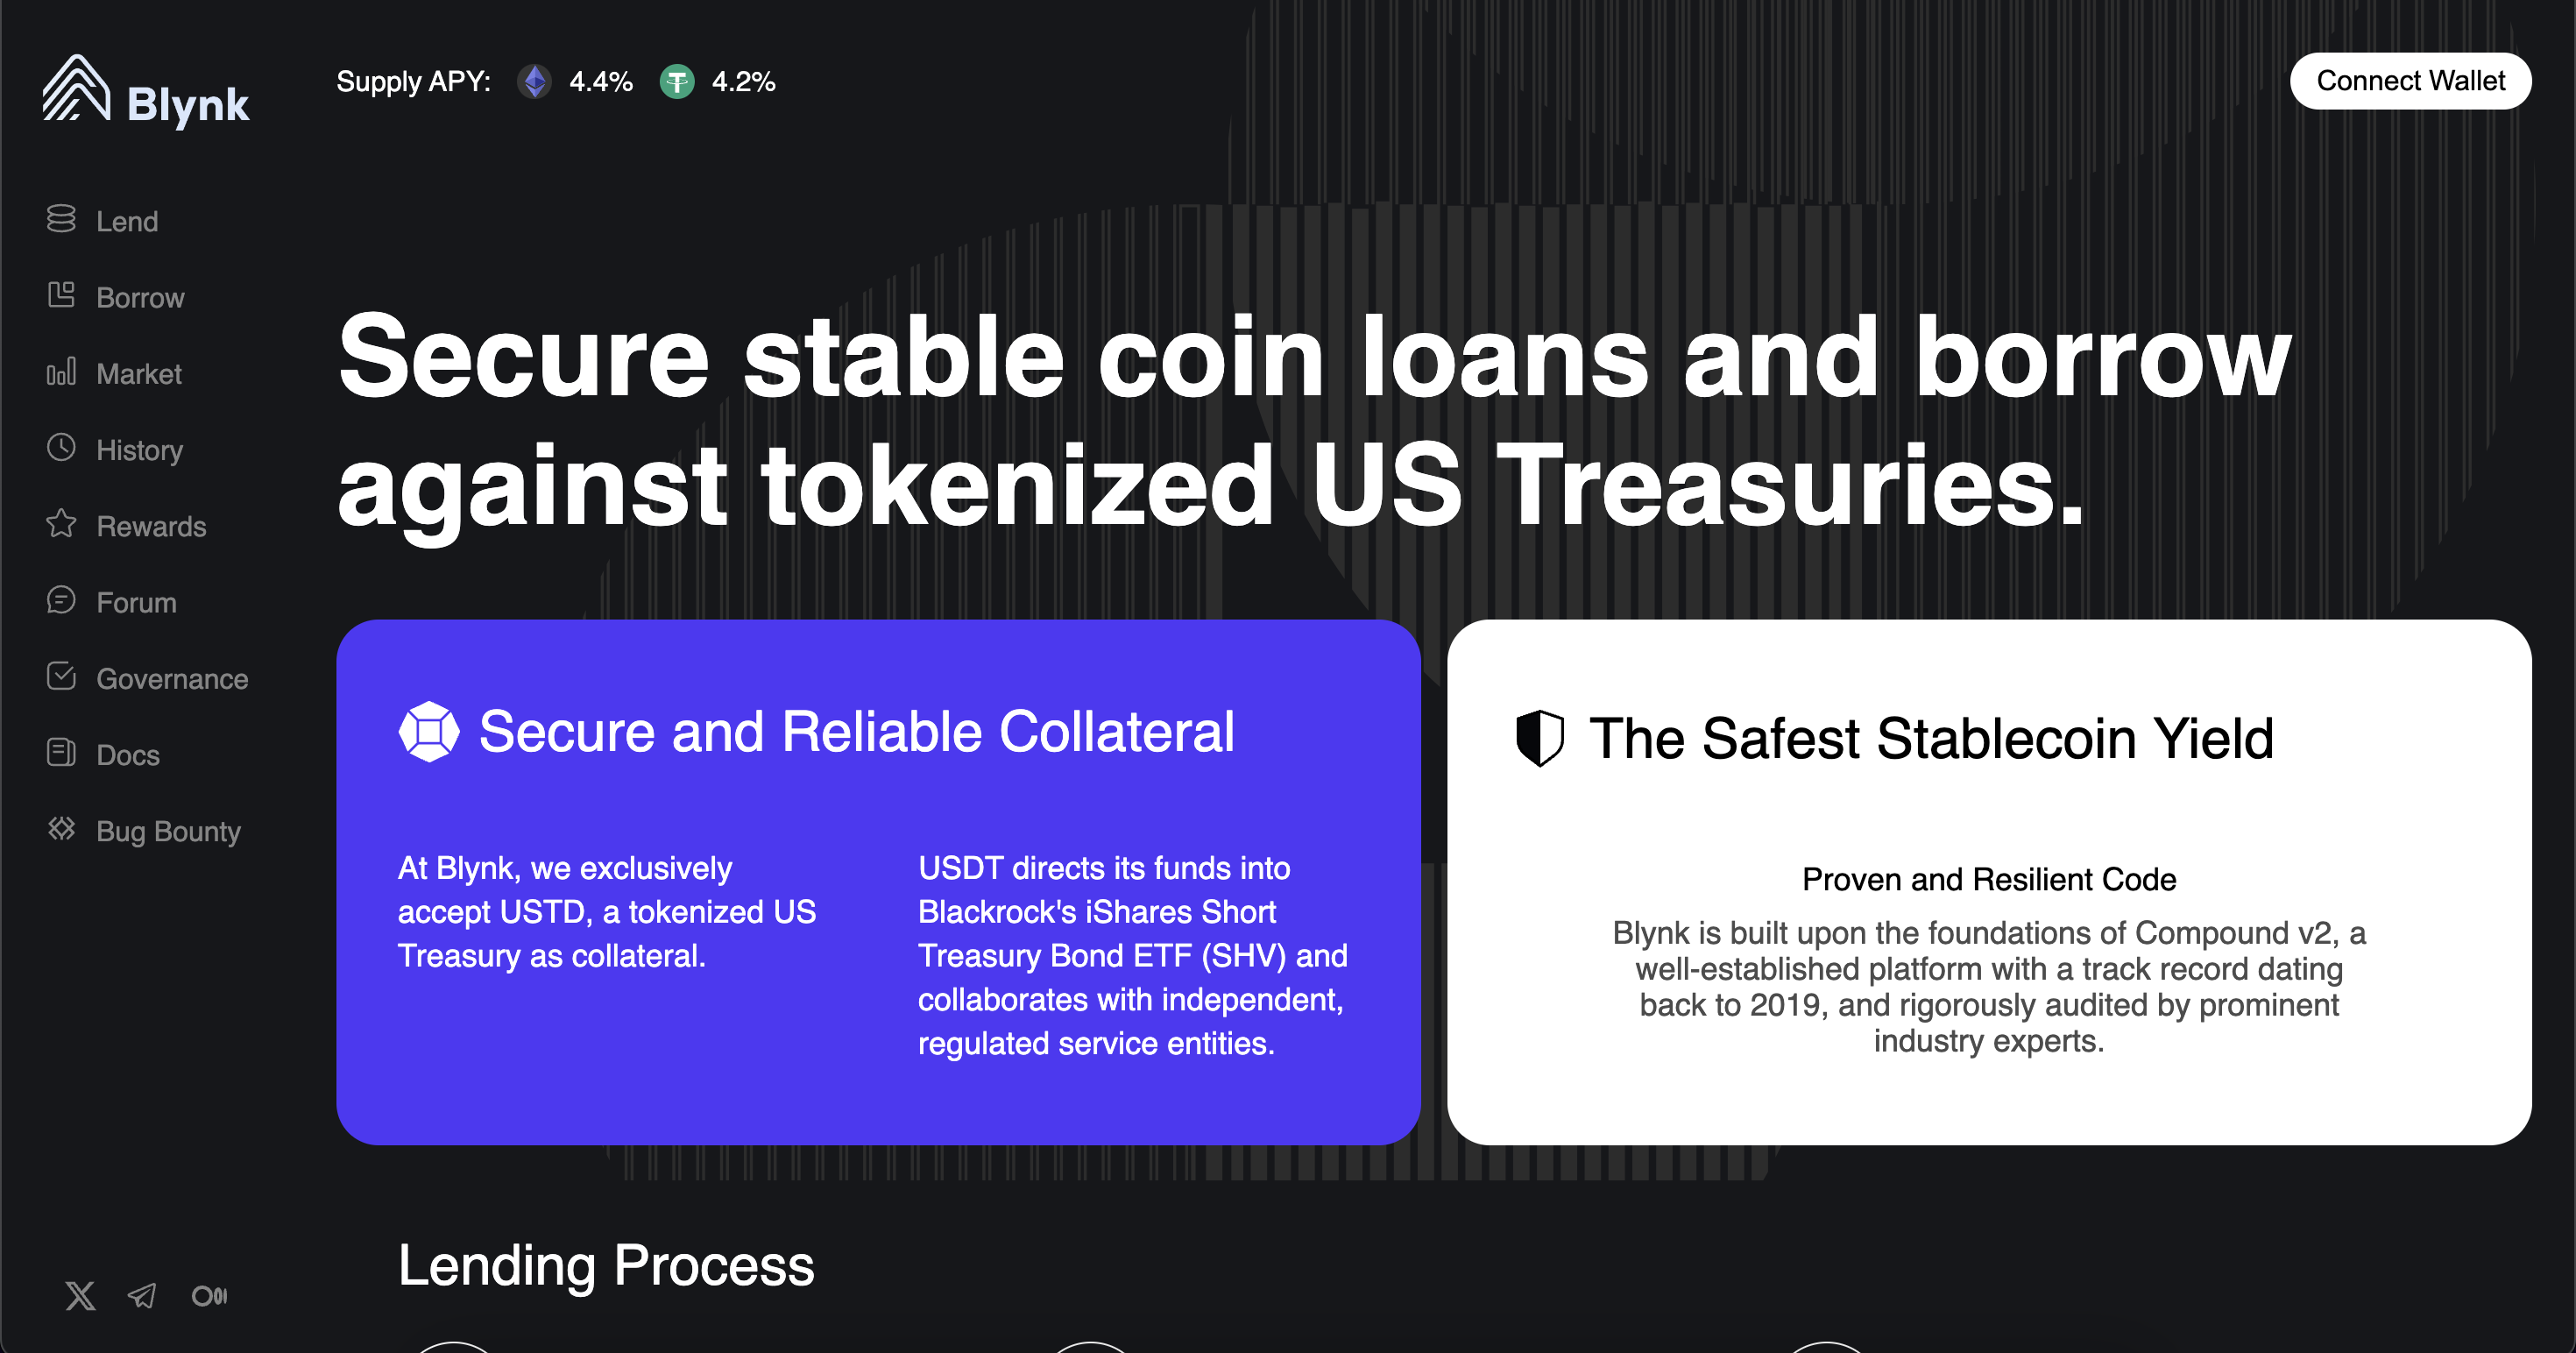 Blynk
Supply APY: 4.4% 4.2%
Connect Wallet
Lend
Borrow
Market
History
Rewards
Forum
Governance
Docs
Bug Bounty
Secure stable coin loans and borrow
against tokenized US Treasuries.
Secure and Reliable Collateral
At Blynk, we exclusively
accept USTD, a tokenized US
Treasury as collateral.
USDT directs its funds into
Blackrock's iShares Short
Treasury Bond ETF (SHV) and
collaborates with independent,
regulated service entities.
The Safest Stablecoin Yield
Proven and Resilient Code
Blynk is built upon the foundations of Compound v2, a
well-established platform with a track record dating
back to 2019, and rigorously audited by prominent
industry experts.
Lending Process